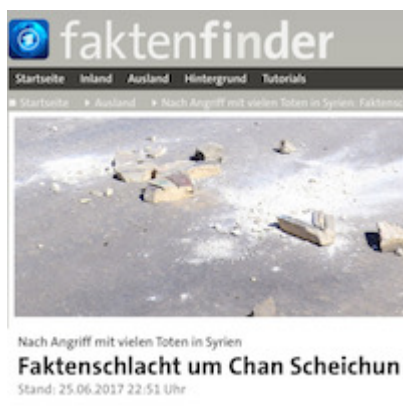 faktenfinder
Startseite Inland Ausland Hintergrund Tutorials
Startseite Ausland Nach Angriff mit vielen Toten in Syrien: Faktensc
Nach Angriff mit vielen Toten in Syrien
Faktenschlacht um Chan Scheichun
Stand: 25.06.2017 22:51 Uhr